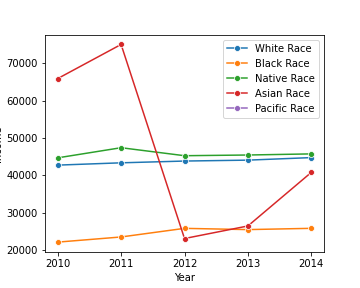 White Race
Black Race
Native Race
Asian Race
Pacific Race
70000
60000
50000
40000
30000
20000
2010
2011
2012
2013
2014
Year